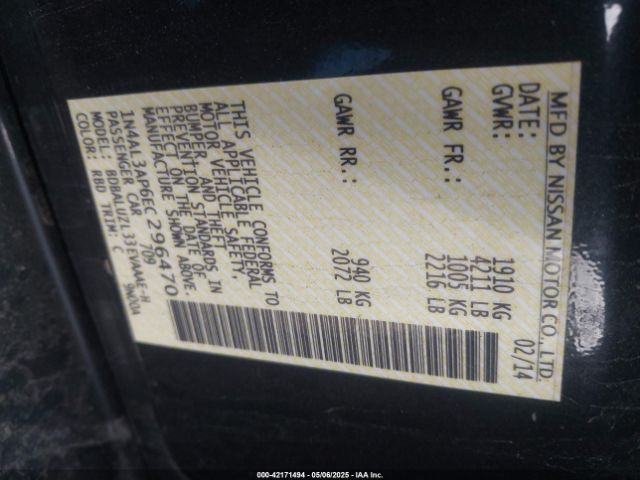 MFD BY NISSAN MOTOR CO., LTD.
DATE: 02/14
GVWR: 1910 KG
4211 LB
GAWR FR.: 1005 KG
2216 LB
GAWR RR.: 940 KG
2072 LB
THIS VEHICLE CONFORMS TO
ALL APPLICABLE FEDERAL
MOTOR VEHICLE SAFETY,
BUMPER, AND THEFT
PREVENTION STANDARDS IN
EFFECT ON THE DATE OF
MANUFACTURE SHOWN ABOVE.
1N4AL3AP6EC296470
PASSENGER CAR 709
MODEL: BDBALUZL33EVAAAE-H
COLOR: RBD TRIM: C 9N20A
000-42171494 - 05/06/2025 - IAA Inc.